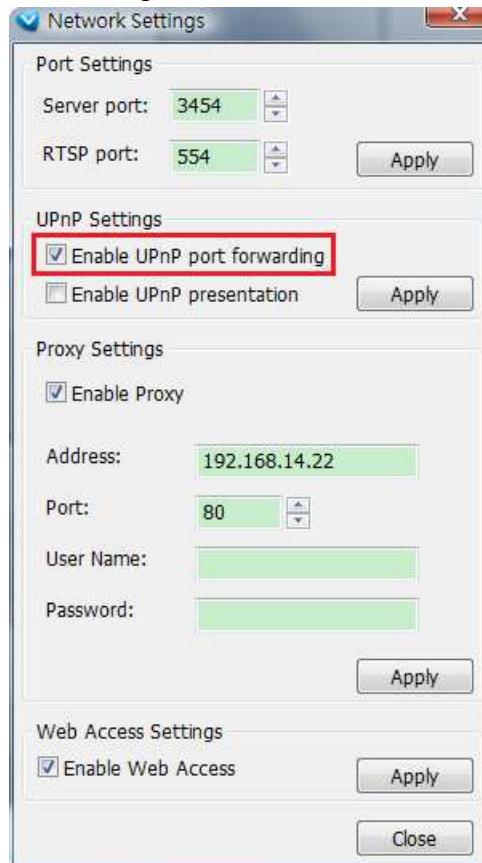 Network Settings
Port Settings
Server port: 3454
RTSP port: 554
Apply
UPnP Settings
Enable UPnP port forwarding
Enable UPnP presentation
Apply
Proxy Settings
Enable Proxy
Address: 192.168.14.22
Port: 80
User Name:
Password:
Apply
Web Access Settings
Enable Web Access
Apply
Close